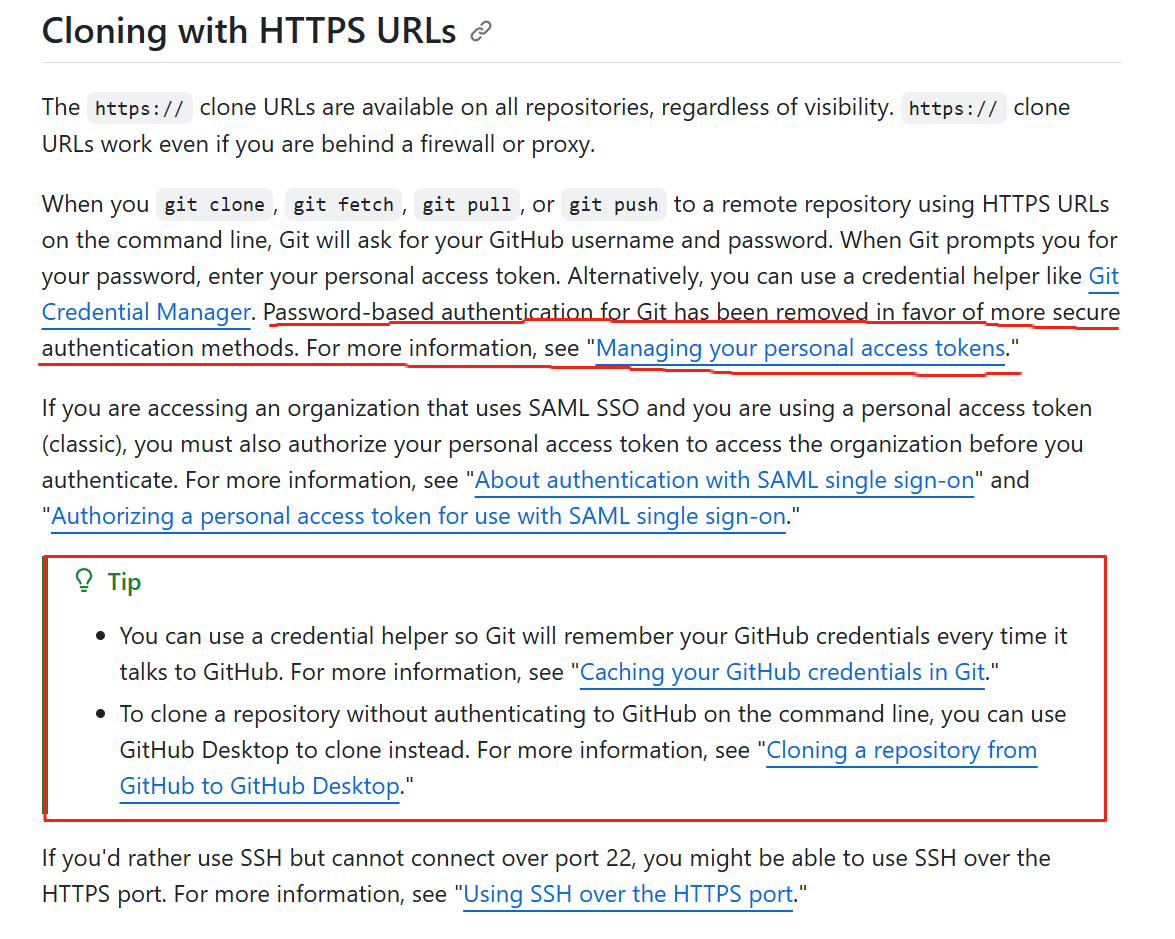 Cloning with HTTPS URLs
The https:// clone URLs are available on all repositories, regardless of visibility. https:// clone
URLs work even if you are behind a firewall or proxy.
When you git clone, git fetch, git pull, or git push to a remote repository using HTTPS URLs
on the command line, Git will ask for your GitHub username and password. When Git prompts you for
your password, enter your personal access token. Alternatively, you can use a credential helper like Git
Credential Manager. Password-based authentication for Git has been removed in favor of more secure
authentication methods. For more information, see "Managing your personal access tokens."
If you are accessing an organization that uses SAML SSO and you are using a personal access token
(classic), you must also authorize your personal access token to access the organization before you
authenticate. For more information, see "About authentication with SAML single sign-on" and
"Authorizing a personal access token for use with SAML single sign-on."
Tip
• You can use a credential helper so Git will remember your GitHub credentials every time it
talks to GitHub. For more information, see "Caching your GitHub credentials in Git."
• To clone a repository without authenticating to GitHub on the command line, you can use
GitHub Desktop to clone instead. For more information, see "Cloning a repository from
GitHub to GitHub Desktop."
If you'd rather use SSH but cannot connect over port 22, you might be able to use SSH over the
HTTPS port. For more information, see "Using SSH over the HTTPS port."